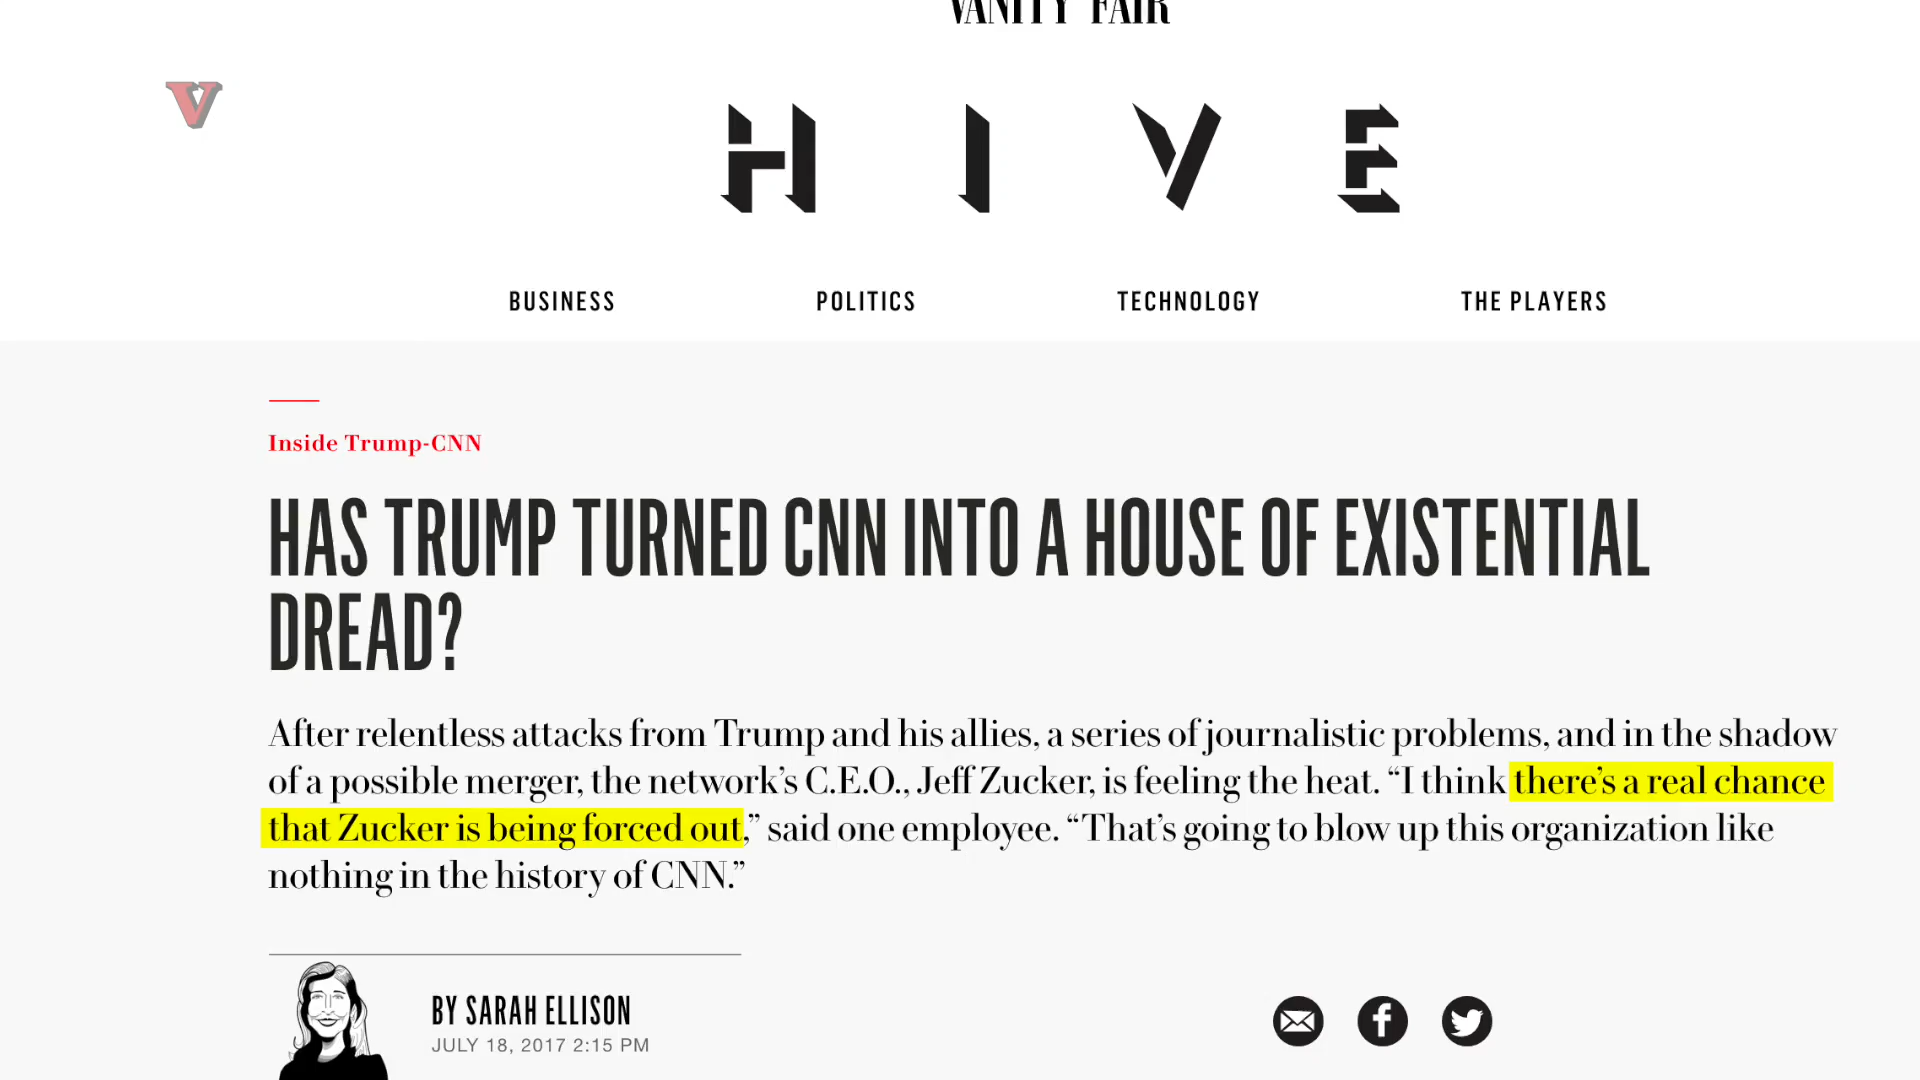 VANITY FAIR
V
HIVE
BUSINESS POLITICS TECHNOLOGY THE PLAYERS
Inside Trump-CNN
HAS TRUMP TURNED CNN INTO A HOUSE OF EXISTENTIAL
DREAD?
After relentless attacks from Trump and his allies, a series of journalistic problems, and in the shadow
of a possible merger, the network’s C.E.O., Jeff Zucker, is feeling the heat. “I think there’s a real chance
that Zucker is being forced out,” said one employee. “That’s going to blow up this organization like
nothing in the history of CNN.”
BY SARAH ELLISON
JULY 18, 2017 2:15 PM